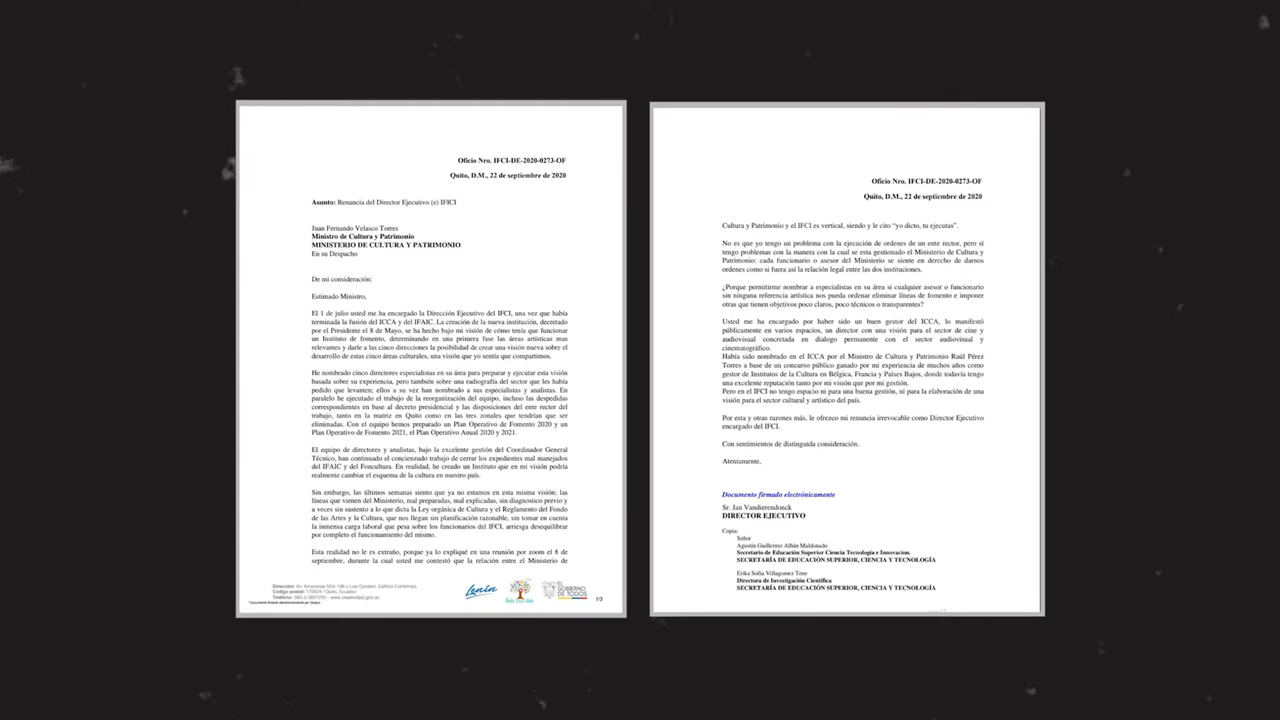 Oficio Nro. IFCI-DE-2020-0273-OF
Quito, D.M., 22 de septiembre de 2020
Asunto: Renuncia del Director Ejecutivo (e) IFICI
Juan Fernando Velasco Torres
Ministro de Cultura y Patrimonio
MINISTERIO DE CULTURA Y PATRIMONIO
En su Despacho
De mi consideración:
Estimado Ministro,
El 1 de julio usted me ha encargado la Dirección Ejecutivo del IFCI, una vez que había
terminada la fusión del ICCA y del IFAIC. La creación de la nueva institución, decretado
por el Presidente el 8 de Mayo, se ha hecho bajo mi visión de cómo tenía que funcionar
un Instituto de fomento, determinando en una primera fase las áreas artísticas mas
relevantes y darle a las cinco direcciones la posibilidad de crear una visión nueva sobre el
desarrollo de estas cinco áreas culturales, una visión que yo sentía que compartimos.
He nombrado cinco directores especialistas en su área para preparar y ejecutar esta visión
basada sobre su experiencia, pero también sobre una radiografía del sector que les había
pedido que levanten; ellos a su vez han nombrado a sus especialistas y analistas. En
paralelo he ejecutado el trabajo de la reorganización del equipo, incluso las despedidas
correspondientes en base al decreto presidencial y las disposiciones del ente rector del
trabajo, tanto en la matriz en Quito como en las tres zonales que tendrían que ser
eliminadas. Con el equipo hemos preparado un Plan Operativo de Fomento 2020 y un
Plan Operativo de Fomento 2021, el Plan Operativo Anual 2020 y 2021.
El equipo de directores y analistas, bajo la excelente gestión del Coordinador General
Técnico, han continuado el concienzudo trabajo de cerrar los expedientes mal manejados
del IFAIC y del Foncultura. En realidad, he creado un Instituto que en mi visión podría
realmente cambiar el esquema de la cultura en nuestro país.
Sin embargo, las últimas semanas siento que ya no estamos en esta misma visión; las
líneas que vienen del Ministerio, mal preparadas, mal explicadas, sin diagnostico previo y
a veces sin sustento a lo que dicta la Ley orgánica de Cultura y el Reglamento del Fondo
de las Artes y la Cultura, que nos llegan sin planificación razonable, sin tomar en cuenta
la inmensa carga laboral que pesa sobre los funcionarios del IFCI, arriesga desequilibrar
por completo el funcionamiento del mismo.
Esta realidad no le es extraño, porque ya lo expliqué en una reunión por zoom el 8 de
septiembre, durante la cual usted me contestó que la relación entre el Ministerio de
Dirección: Av. Amazonas N24-196 y Luis Cordero. Edificio Contempo.
Código postal: 170524 / Quito, Ecuador
Teléfono: 593-2-3801250 - www.creatividad.gob.ec
* Documento firmado electrónicamente por Quipux
Lenín
EL GOBIERNO DE TODOS
1/3
Oficio Nro. IFCI-DE-2020-0273-OF
Quito, D.M., 22 de septiembre de 2020
Cultura y Patrimonio y el IFCI es vertical, siendo y le cito “yo dicto, tu ejecutas”.
No es que yo tengo un problema con la ejecución de ordenes de un ente rector, pero sí
tengo problemas con la manera con la cual se esta gestionado el Ministerio de Cultura y
Patrimonio: cada funcionario o asesor del Ministerio se siente en derecho de darnos
ordenes como si fuera así la relación legal entre las dos instituciones.
¿Porque permitirme nombrar a especialistas en su área si cualquier asesor o funcionario
sin ninguna referencia artística nos pueda ordenar eliminar líneas de fomento e imponer
otras que tienen objetivos poco claros, poco técnicos o transparentes?
Usted me ha encargado por haber sido un buen gestor del ICCA, lo manifestó
públicamente en varios espacios, un director con una visión para el sector de cine y
audiovisual concretada en dialogo permanente con el sector audiovisual y
cinematográfico.
Había sido nombrado en el ICCA por el Ministro de Cultura y Patrimonio Raúl Pérez
Torres a base de un concurso público ganado por mi experiencia de muchos años como
gestor de Institutos de la Cultura en Bélgica, Francia y Países Bajos, donde todavía tengo
una excelente reputación tanto por mi visión que por mi gestión.
Pero en el IFCI no tengo espacio ni para una buena gestión, ni para la elaboración de una
visión para el sector cultural y artístico del país.
Por esta y otras razones más, le ofrezco mi renuncia irrevocable como Director Ejecutivo
encargado del IFCI.
Con sentimientos de distinguida consideración.
Atentamente,
Documento firmado electrónicamente
Sr. Jan Vandierendonck
DIRECTOR EJECUTIVO
Copia:
Señor
Agustín Guillermo Albán Maldonado
Secretario de Educación Superior Ciencia Tecnología e Innovacion.
SECRETARÍA DE EDUCACIÓN SUPERIOR, CIENCIA Y TECNOLOGÍA
Erika Sofia Villagomez Tene
Directora de Investigación Científica
SECRETARÍA DE EDUCACIÓN SUPERIOR, CIENCIA Y TECNOLOGÍA